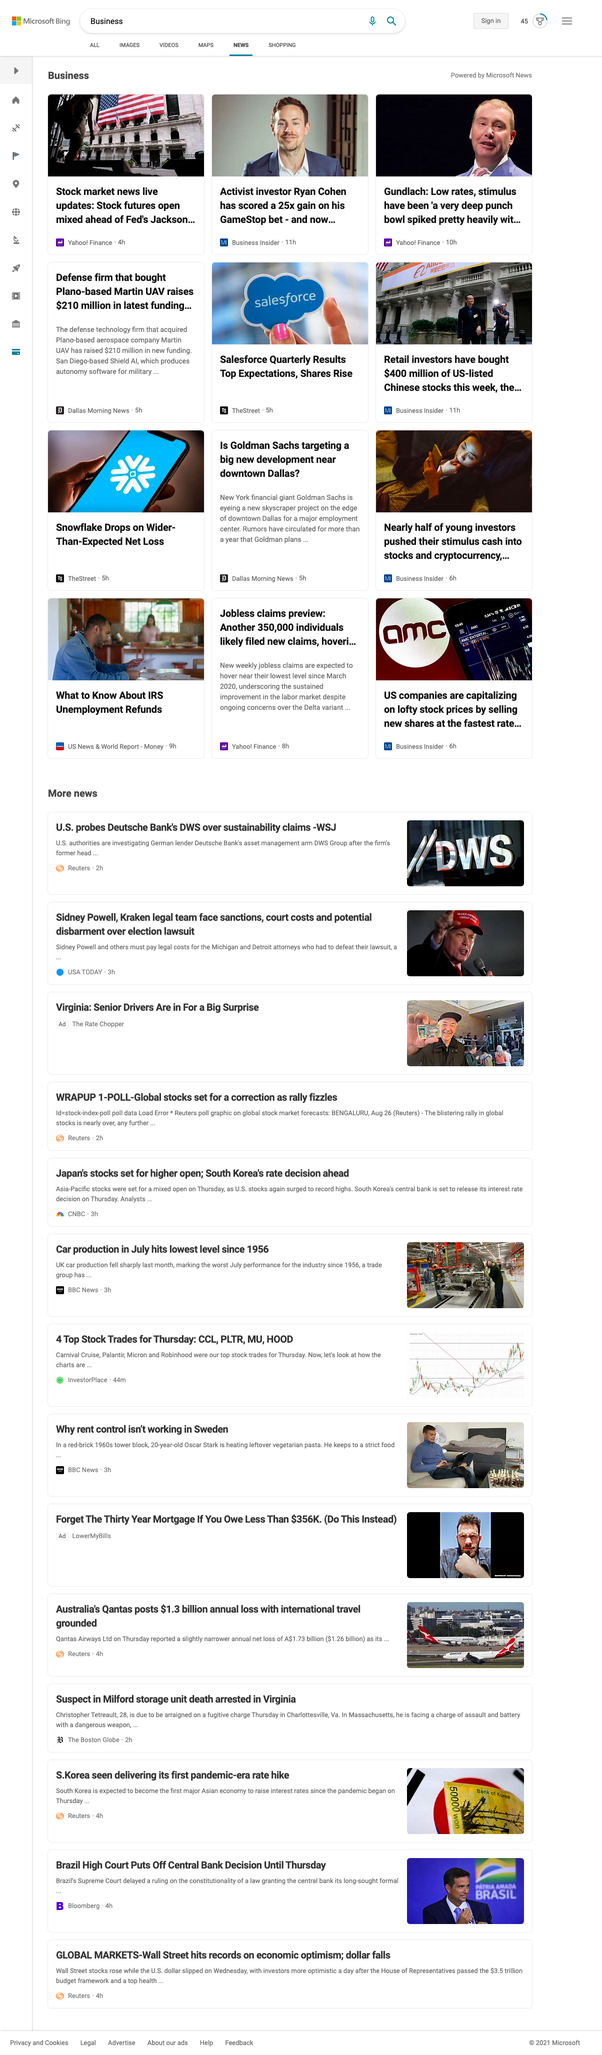 Microsoft Bing
Business
Sign in
45
ALL
IMAGES
VIDEOS
MAPS
NEWS
SHOPPING
Business
Powered by Microsoft News
Stock market news live
updates: Stock futures open
mixed ahead of Fed's Jackson...
Yahoo! Finance · 4h
Activist investor Ryan Cohen
has scored a 25x gain on his
GameStop bet - and now...
Business Insider · 11h
Gundlach: Low rates, stimulus
have been 'a very deep punch
bowl spiked pretty heavily wit...
Yahoo! Finance · 10h
Defense firm that bought
Plano-based Martin UAV raises
$210 million in latest funding...
The defense technology firm that acquired
Plano-based aerospace company Martin
UAV has raised $210 million in new funding.
San Diego-based Shield AI, which produces
autonomy software for military ...
Dallas Morning News · 5h
salesforce
Salesforce Quarterly Results
Top Expectations, Shares Rise
TheStreet · 5h
Retail investors have bought
$400 million of US-listed
Chinese stocks this week, the...
Business Insider · 11h
Snowflake Drops on Wider-
Than-Expected Net Loss
TheStreet · 5h
Is Goldman Sachs targeting a
big new development near
downtown Dallas?
New York financial giant Goldman Sachs is
eyeing a new skyscraper project on the edge
of downtown Dallas for a major employment
center. Rumors have circulated for more than
a year that Goldman plans ...
Dallas Morning News · 5h
Nearly half of young investors
pushed their stimulus cash into
stocks and cryptocurrency,...
Business Insider · 6h
What to Know About IRS
Unemployment Refunds
US News & World Report - Money · 9h
Jobless claims preview:
Another 350,000 individuals
likely filed new claims, hoveri...
New weekly jobless claims are expected to
hover near their lowest level since March
2020, underscoring the sustained
improvement in the labor market despite
ongoing concerns over the Delta variant ...
Yahoo! Finance · 8h
amc
US companies are capitalizing
on lofty stock prices by selling
new shares at the fastest rate...
Business Insider · 6h
More news
U.S. probes Deutsche Bank's DWS over sustainability claims -WSJ
U.S. authorities are investigating German lender Deutsche Bank's asset management arm DWS Group after the firm's
former head ...
Reuters · 2h
DWS
Sidney Powell, Kraken legal team face sanctions, court costs and potential
disbarment over election lawsuit
Sidney Powell and others must pay legal costs for the Michigan and Detroit attorneys who had to defeat their lawsuit, a
...
USA TODAY · 3h
Virginia: Senior Drivers Are in For a Big Surprise
Ad The Rate Chopper
WRAPUP 1-POLL-Global stocks set for a correction as rally fizzles
Id=stock-index-poll poll data Load Error * Reuters poll graphic on global stock market forecasts: BENGALURU, Aug 26 (Reuters) - The blistering rally in global
stocks is nearly over, any further ...
Reuters · 2h
Japan's stocks set for higher open; South Korea's rate decision ahead
Asia-Pacific stocks were set for a mixed open on Thursday, as U.S. stocks again surged to record highs. South Korea's central bank is set to release its interest rate
decision on Thursday. Analysts ...
CNBC · 3h
Car production in July hits lowest level since 1956
UK car production fell sharply last month, marking the worst July performance for the industry since 1956, a trade
group has ...
BBC News · 3h
4 Top Stock Trades for Thursday: CCL, PLTR, MU, HOOD
Carnival Cruise, Palantir, Micron and Robinhood were our top stock trades for Thursday. Now, let's look at how the
charts are ...
InvestorPlace · 44m
Why rent control isn't working in Sweden
In a red-brick 1960s tower block, 20-year-old Oscar Stark is heating leftover vegetarian pasta. He keeps to a strict food
...
BBC News · 3h
Forget The Thirty Year Mortgage If You Owe Less Than $356K. (Do This Instead)
Ad LowerMyBills
Australia's Qantas posts $1.3 billion annual loss with international travel
grounded
Qantas Airways Ltd on Thursday reported a slightly narrower annual net loss of A$1.73 billion ($1.26 billion) as its ...
Reuters · 4h
Suspect in Milford storage unit death arrested in Virginia
Christopher Tetreault, 28, is due to be arraigned on a fugitive charge Thursday in Charlottesville, Va. In Massachusetts, he is facing a charge of assault and battery
with a dangerous weapon, ...
The Boston Globe · 2h
S.Korea seen delivering its first pandemic-era rate hike
South Korea is expected to become the first major Asian economy to raise interest rates since the pandemic began on
Thursday ...
Reuters · 4h
Bank of Korea
50000
Brazil High Court Puts Off Central Bank Decision Until Thursday
Brazil's Supreme Court delayed a ruling on the constitutionality of a law granting the central bank its long-sought formal
...
Bloomberg · 4h
PÁTRIA AMADA
BRASIL
GLOBAL MARKETS-Wall Street hits records on economic optimism; dollar falls
Wall Street stocks rose while the U.S. dollar slipped on Wednesday, with investors more optimistic a day after the House of Representatives passed the $3.5 trillion
budget framework and a top health ...
Reuters · 4h
Privacy and Cookies
Legal
Advertise
About our ads
Help
Feedback
© 2021 Microsoft